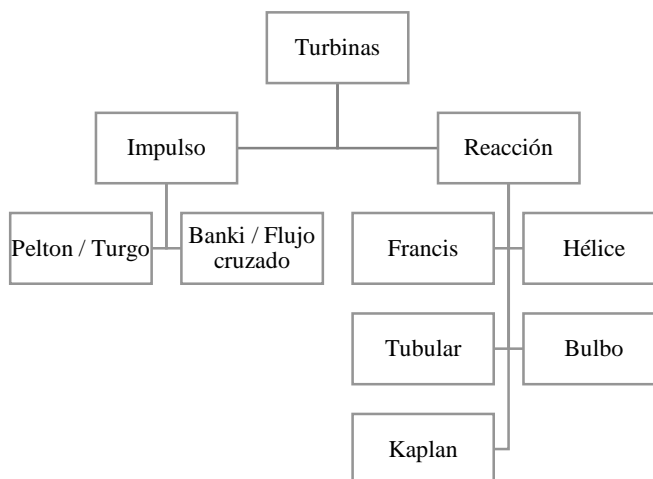 Turbinas
Impulso
Reacción
Pelton / Turgo
Banki / Flujo
cruzado
Francis
Hélice
Tubular
Bulbo
Kaplan